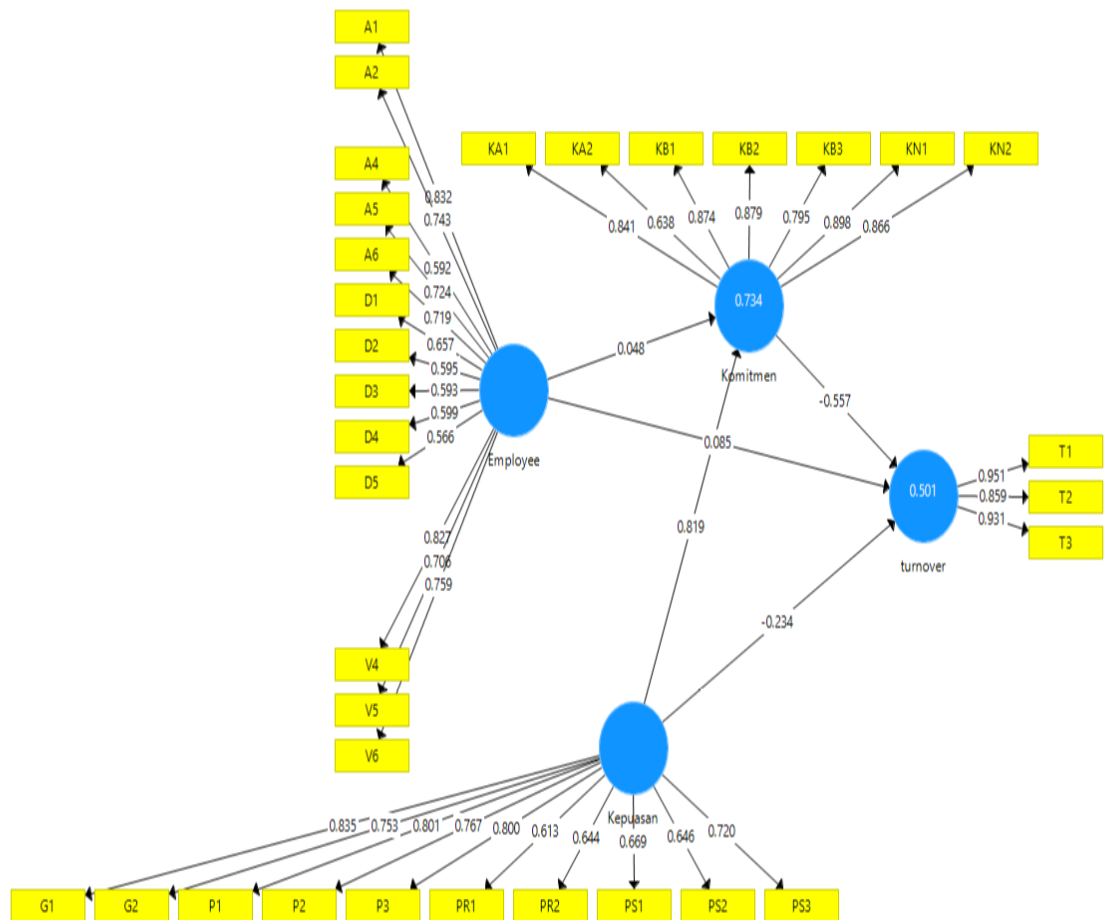 A1
A2
KA1 KA2 KB1 KB2 KB3 KN1 KN2
A4
0.832
A5
0.743
0.841 0.638 0.874 0.879 0.795 0.898 0.866
A6
0.592
0.724
D1
0.719
0.734
D2
0.657
0.048
0.595
Komitmen
D3
0.593
-0.557
D4
0.599
0.085
0.566
Employee
D5
T1
0.951
0.501
T2
0.859
0.931
T3
turnover
0.819
0.827
0.706
0.759
-0.234
V4
V5
V6
Kepuasan
0.835 0.753 0.801 0.767 0.800 0.613 0.644 0.669 0.646 0.720
G1 G2 P1 P2 P3 PR1 PR2 PS1 PS2 PS3